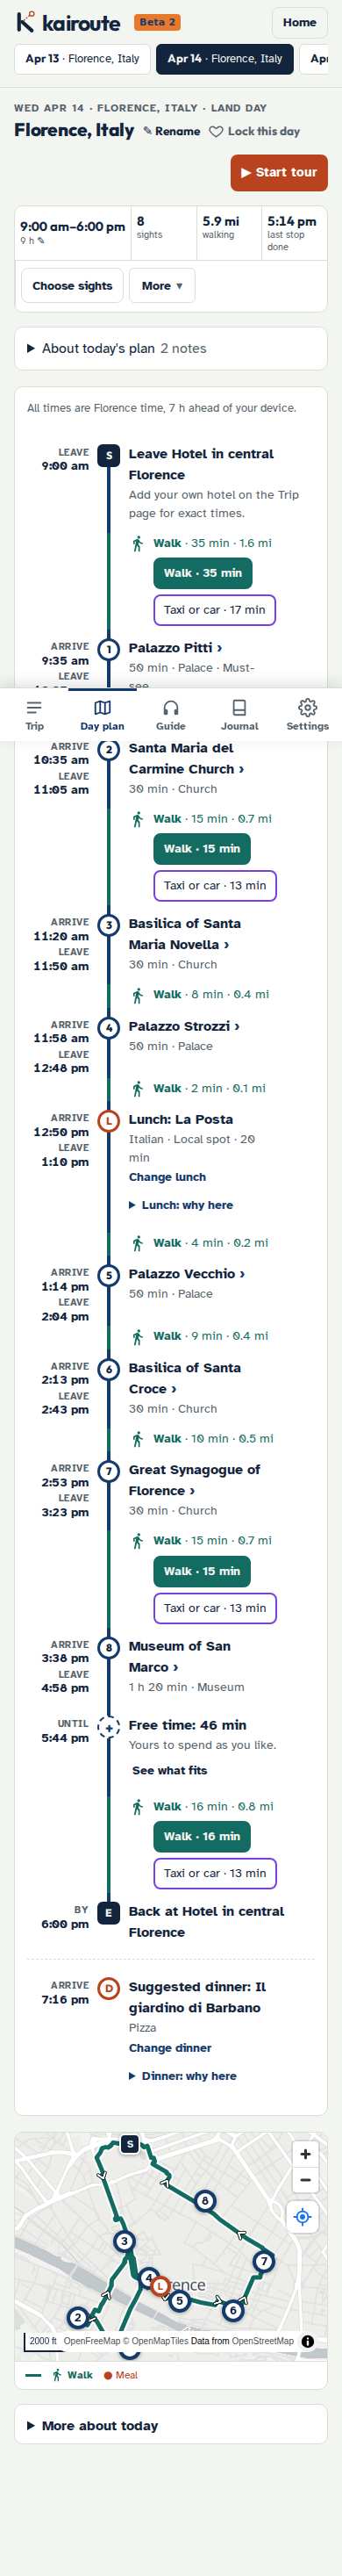 kairoute Beta 2 Home
Apr 13 · Florence, Italy Apr 14 · Florence, Italy Apr
WED APR 14 · FLORENCE, ITALY · LAND DAY
Florence, Italy ✎ Rename ♡ Lock this day
▶ Start tour
9:00 am–6:00 pm 8 5.9 mi 5:14 pm
9 h ✎ sights walking last stop
done
Choose sights More ▾
▶ About today's plan 2 notes
All times are Florence time, 7 h ahead of your device.
LEAVE S Leave Hotel in central
9:00 am Florence
Add your own hotel on the Trip
page for exact times.
Walk · 35 min · 1.6 mi
Walk · 35 min
Taxi or car · 17 min
ARRIVE 1 Palazzo Pitti ›
9:35 am 50 min · Palace · Must-
LEAVE see
Trip Day plan Guide Journal Settings
ARRIVE 2 Santa Maria del
10:35 am Carmine Church ›
LEAVE 30 min · Church
11:05 am
Walk · 15 min · 0.7 mi
Walk · 15 min
Taxi or car · 13 min
ARRIVE 3 Basilica of Santa
11:20 am Maria Novella ›
LEAVE 30 min · Church
11:50 am
Walk · 8 min · 0.4 mi
ARRIVE 4 Palazzo Strozzi ›
11:58 am 50 min · Palace
LEAVE
12:48 pm
Walk · 2 min · 0.1 mi
ARRIVE L Lunch: La Posta
12:50 pm Italian · Local spot · 20
LEAVE min
1:10 pm Change lunch
▶ Lunch: why here
Walk · 4 min · 0.2 mi
ARRIVE 5 Palazzo Vecchio ›
1:14 pm 50 min · Palace
LEAVE
2:04 pm
Walk · 9 min · 0.4 mi
ARRIVE 6 Basilica of Santa
2:13 pm Croce ›
LEAVE 30 min · Church
2:43 pm
Walk · 10 min · 0.5 mi
ARRIVE 7 Great Synagogue of
2:53 pm Florence ›
LEAVE 30 min · Church
3:23 pm
Walk · 15 min · 0.7 mi
Walk · 15 min
Taxi or car · 13 min
ARRIVE 8 Museum of San
3:38 pm Marco ›
LEAVE 1 h 20 min · Museum
4:58 pm
UNTIL + Free time: 46 min
5:44 pm Yours to spend as you like.
See what fits
Walk · 16 min · 0.8 mi
Walk · 16 min
Taxi or car · 13 min
BY E Back at Hotel in central
6:00 pm Florence
ARRIVE D Suggested dinner: Il
7:16 pm giardino di Barbano
Pizza
Change dinner
▶ Dinner: why here
S
+
−
8
3
7
4 L ence
5
2 6
2000 ft OpenFreeMap © OpenMapTiles Data from OpenStreetMap
Walk Meal
▶ More about today